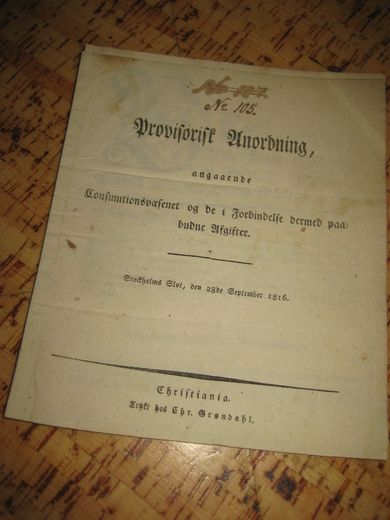 No. 105.
Provisorisk Anordning,
angaaende
Consumtionsvæsenet og de i Forbindelse dermed paa-
budne Afgifter.
Stockholms Slot, den 28de September 1816.
Christiania.
Trykt hos Chr. Grøndahl.